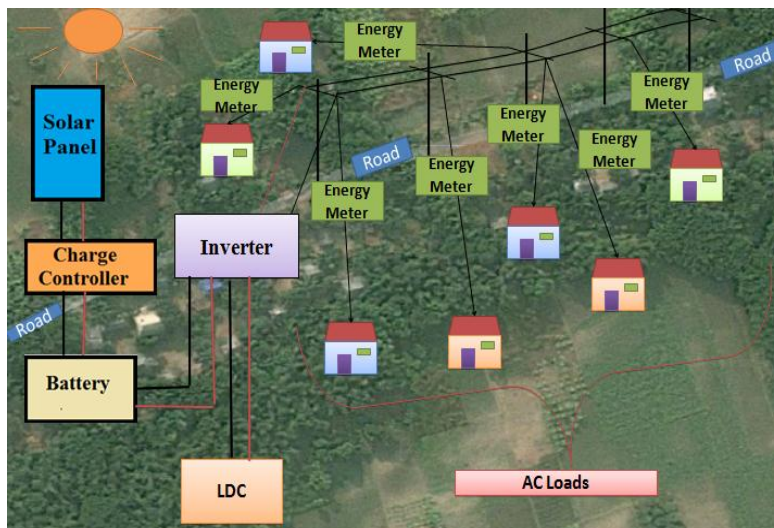 Energy
Meter
Road
Energy
Meter
Solar
Panel
Energy
Meter
Energy
Meter
Energy
Meter
Road
Energy
Meter
Energy
Meter
Inverter
Charge
Controller
Road
Battery
LDC
AC Loads